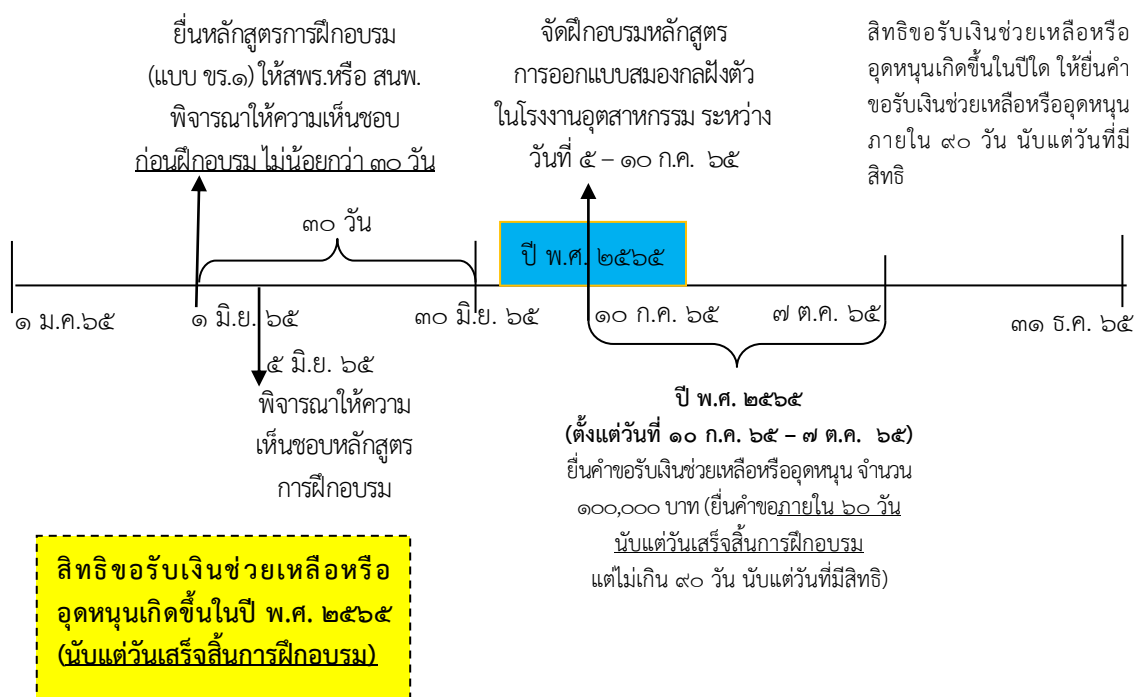 ยื่นหลักสูตรการฝึกอบรม
(แบบ ขร.๑) ให้สพร.หรือ สนพ.
พิจารณาให้ความเห็นชอบ
ก่อนฝึกอบรม ไม่น้อยกว่า ๓๐ วัน
จัดฝึกอบรมหลักสูตร
การออกแบบสมองกลฝังตัว
ในโรงงานอุตสาหกรรม ระหว่าง
วันที่ ๕ – ๑๐ ก.ค. ๖๕
สิทธิขอรับเงินช่วยเหลือหรือ
อุดหนุนเกิดขึ้นในปีใด ให้ยื่นคำ
ขอรับเงินช่วยเหลือหรืออุดหนุน
ภายใน ๙๐ วัน นับแต่วันที่มี
สิทธิ
๓๐ วัน
ปี พ.ศ. ๒๕๖๕
๑ ม.ค.๖๕
๑ มิ.ย. ๖๕
๓๐ มิ.ย. ๖๕
๑๐ ก.ค. ๖๕
๗ ต.ค. ๖๕
๓๑ ธ.ค. ๖๕
๕ มิ.ย. ๖๕
พิจารณาให้ความ
เห็นชอบหลักสูตร
การฝึกอบรม
ปี พ.ศ. ๒๕๖๕
(ตั้งแต่วันที่ ๑๐ ก.ค. ๖๕ – ๗ ต.ค. ๖๕)
ยื่นคำขอรับเงินช่วยเหลือหรืออุดหนุน จำนวน
๑๐๐,๐๐๐ บาท (ยื่นคำขอภายใน ๖๐ วัน
นับแต่วันเสร็จสิ้นการฝึกอบรม
แต่ไม่เกิน ๙๐ วัน นับแต่วันที่มีสิทธิ)
สิทธิขอรับเงินช่วยเหลือหรือ
อุดหนุนเกิดขึ้นในปี พ.ศ. ๒๕๖๕
(นับแต่วันเสร็จสิ้นการฝึกอบรม)